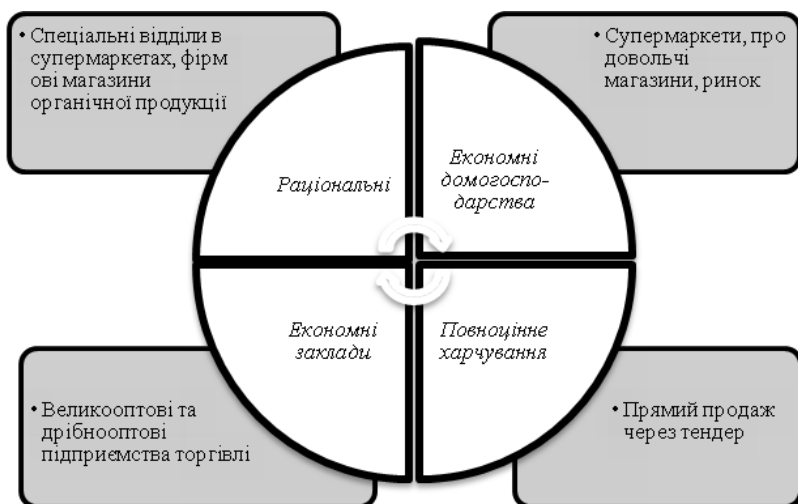 • Спеціальні відділи в
супермаркетах, фірм
ові магазини
органічної продукції
• Супермаркети, про
довольчі
магазини, ринок
Раціональні
Економні
домогоспо-
дарства
Економні
заклади
Повноцінне
харчування
• Великооптові та
дрібнооптові
підприємства торгівлі
• Прямий продаж
через тендер